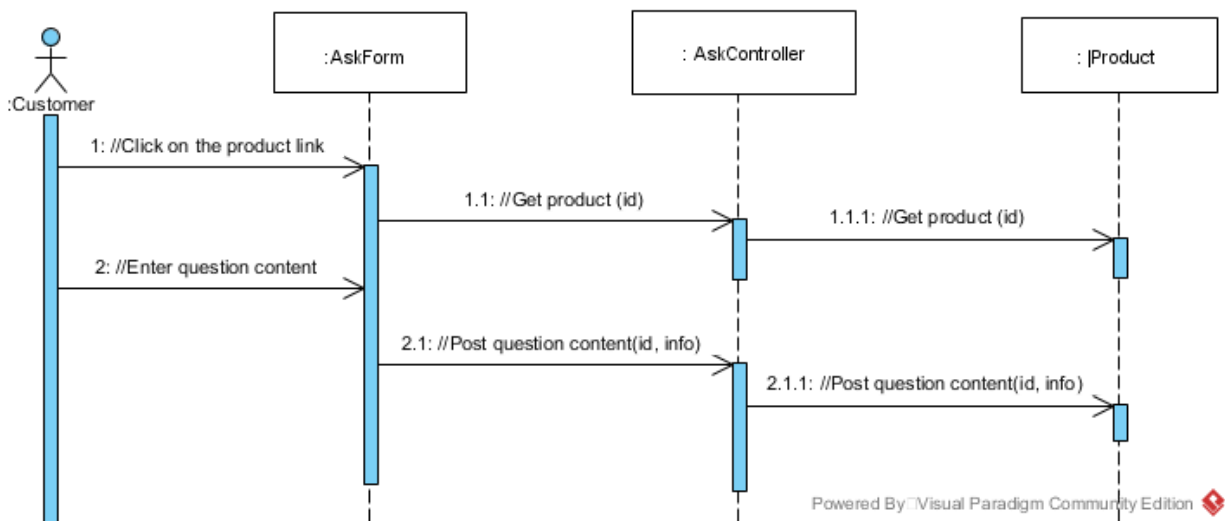 :Customer
:AskForm
: AskController
: |Product
1: //Click on the product link
1.1: //Get product (id)
1.1.1: //Get product (id)
2: //Enter question content
2.1: //Post question content(id, info)
2.1.1: //Post question content(id, info)
Powered By□Visual Paradigm Community Edition